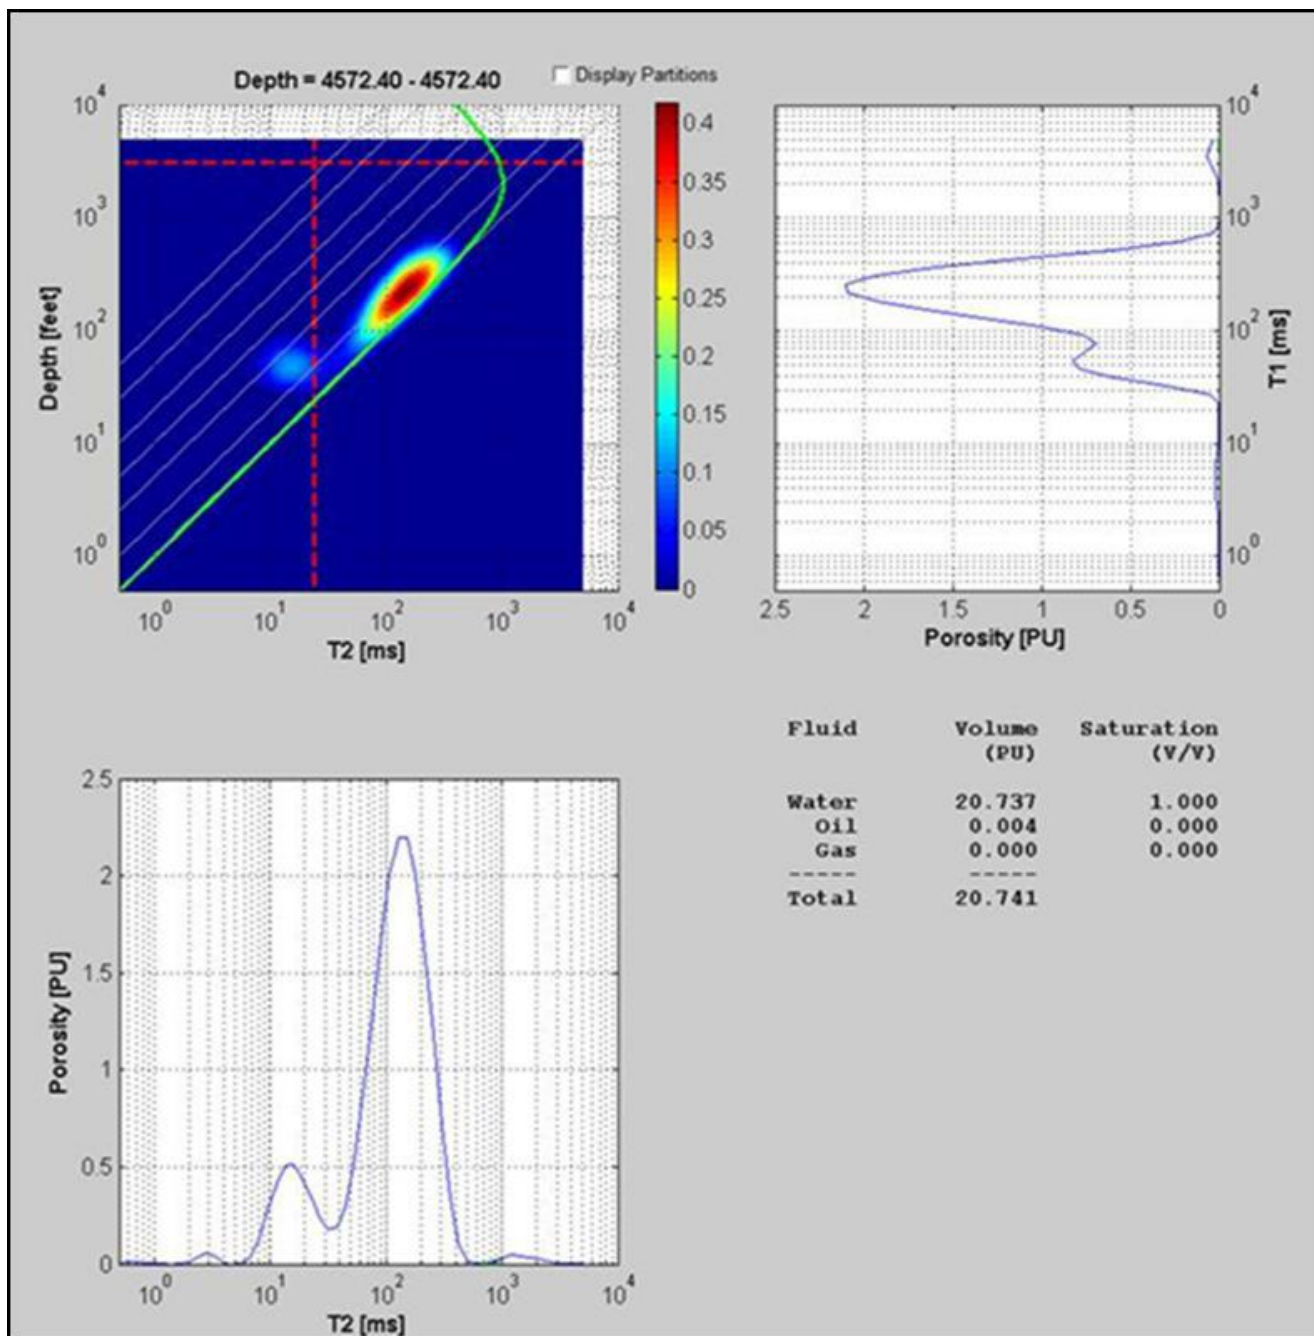 Depth = 4572.40 - 4572.40
Display Partitions
10^4
10^3
10^2
10^1
10^0
Depth [feet]
10^0 10^1 10^2 10^3 10^4
T2 [ms]
0.4
0.35
0.3
0.25
0.2
0.15
0.1
0.05
0
10^4
10^3
10^2
10^1
10^0
T1 [ms]
2.5 2 1.5 1 0.5 0
Porosity [PU]
Fluid Volume Saturation
(PU) (V/V)
Water 20.737 1.000
Oil 0.004 0.000
Gas 0.000 0.000
----- -----
Total 20.741
2.5
2
1.5
1
0.5
0
Porosity [PU]
10^0 10^1 10^2 10^3 10^4
T2 [ms]